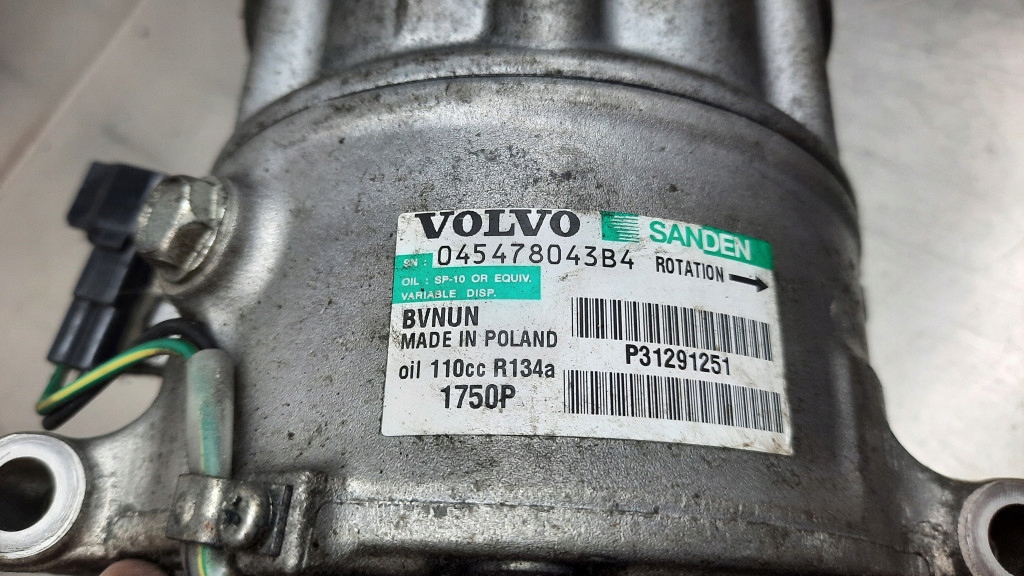 VOLVO SANDEN
SN : 045478043B4 ROTATION
OIL : SP-10 OR EQUIV.
VARIABLE DISP.
BVNUN
MADE IN POLAND
P31291251
oil 110cc R134a
1750P